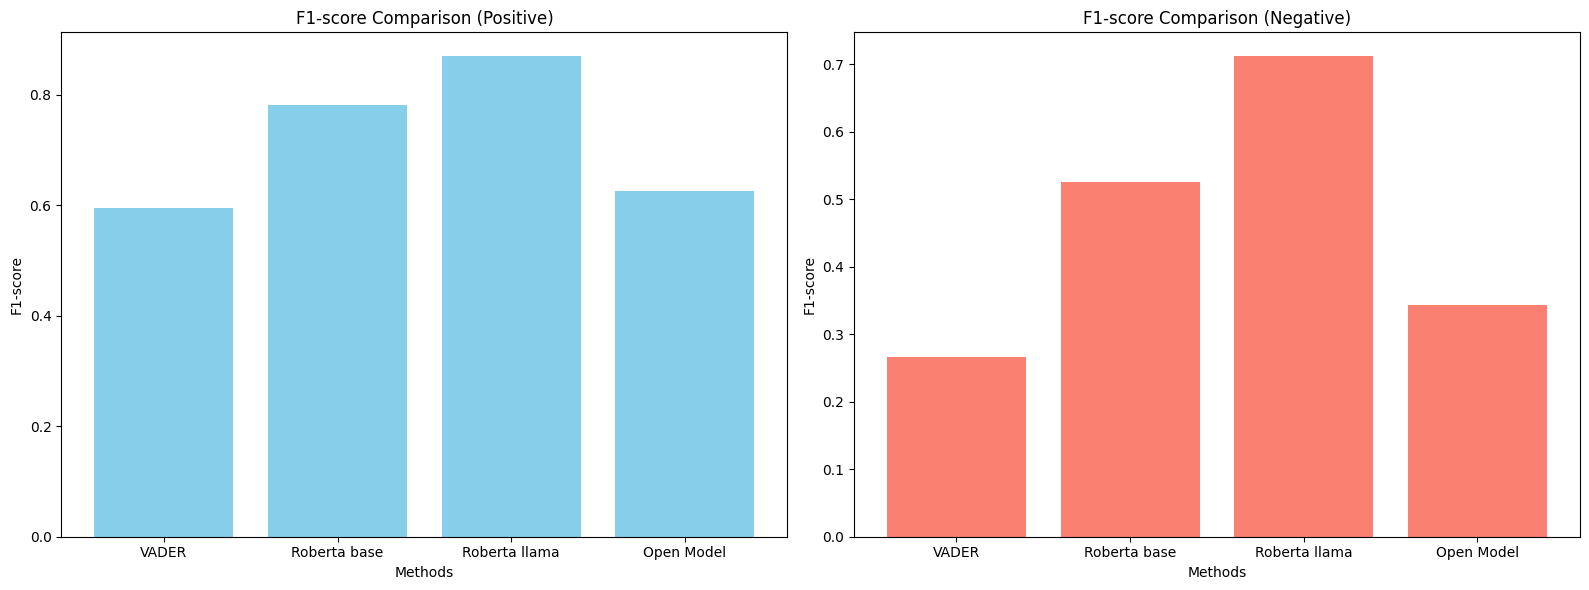 F1-score Comparison (Positive)
F1-score
0.8
0.6
0.4
0.2
0.0
VADER
Roberta base
Roberta llama
Open Model
Methods
F1-score Comparison (Negative)
F1-score
0.7
0.6
0.5
0.4
0.3
0.2
0.1
0.0
VADER
Roberta base
Roberta llama
Open Model
Methods